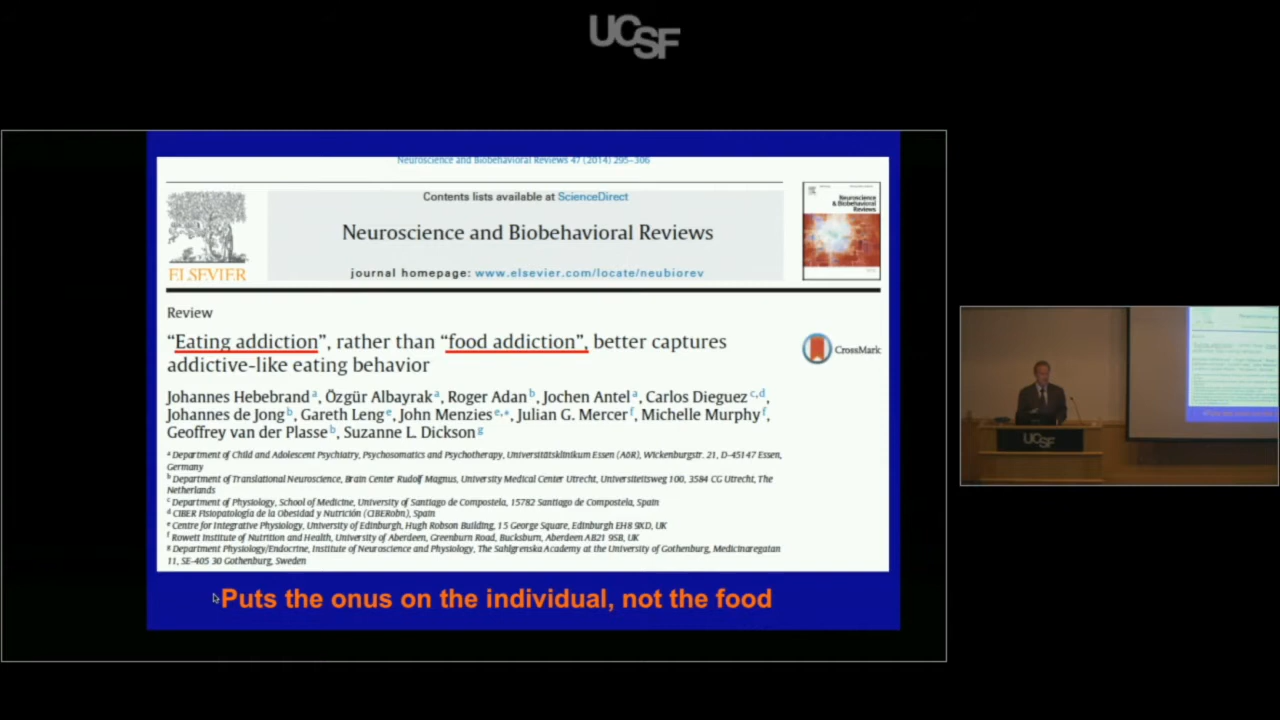 UCSF
Neuroscience and Biobehavioral Reviews 47 (2014) 295–306
Contents lists available at ScienceDirect
Neuroscience and Biobehavioral Reviews
journal homepage: www.elsevier.com/locate/neubiorev
ELSEVIER
Neuroscience
& Biobehavioral
Reviews
Review
“Eating addiction”, rather than “food addiction”, better captures
addictive-like eating behavior
CrossMark
Johannes Hebebrand a, Özgür Albayrak a, Roger Adan b, Jochen Antel a, Carlos Dieguez c,d,
Johannes de Jong b, Gareth Leng e, John Menzies e,*, Julian G. Mercer f, Michelle Murphy f,
Geoffrey van der Plasse b, Suzanne L. Dickson g
a Department of Child and Adolescent Psychiatry, Psychosomatics and Psychotherapy, Universitätsklinikum Essen (AöR), Wickenburgstr. 21, D-45147 Essen,
Germany
b Department of Translational Neuroscience, Brain Center Rudolf Magnus, University Medical Center Utrecht, Universiteitsweg 100, 3584 CG Utrecht, The
Netherlands
c Department of Physiology, School of Medicine, University of Santiago de Compostela, 15782 Santiago de Compostela, Spain
d CIBER Fisiopatología de la Obesidad y Nutrición (CIBERobn), Spain
e Centre for Integrative Physiology, University of Edinburgh, Hugh Robson Building, 15 George Square, Edinburgh EH8 9XD, UK
f Rowett Institute of Nutrition and Health, University of Aberdeen, Greenburn Road, Bucksburn, Aberdeen AB21 9SB, UK
g Department Physiology/Endocrine, Institute of Neuroscience and Physiology, The Sahlgrenska Academy at the University of Gothenburg, Medicinaregatan
11, SE-405 30 Gothenburg, Sweden
Puts the onus on the individual, not the food
UCSF